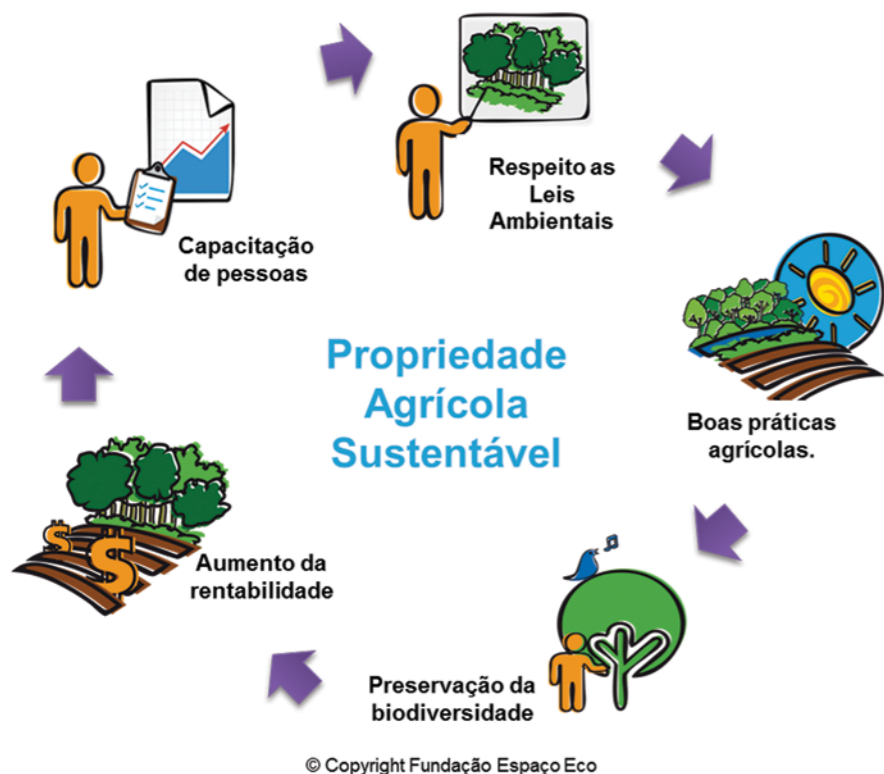 Capacitação
de pessoas
Respeito as
Leis
Ambientais
Propriedade
Agrícola
Sustentável
Boas práticas
agrícolas.
Aumento da
rentabilidade
$
$
Preservação da
biodiversidade
© Copyright Fundação Espaço Eco